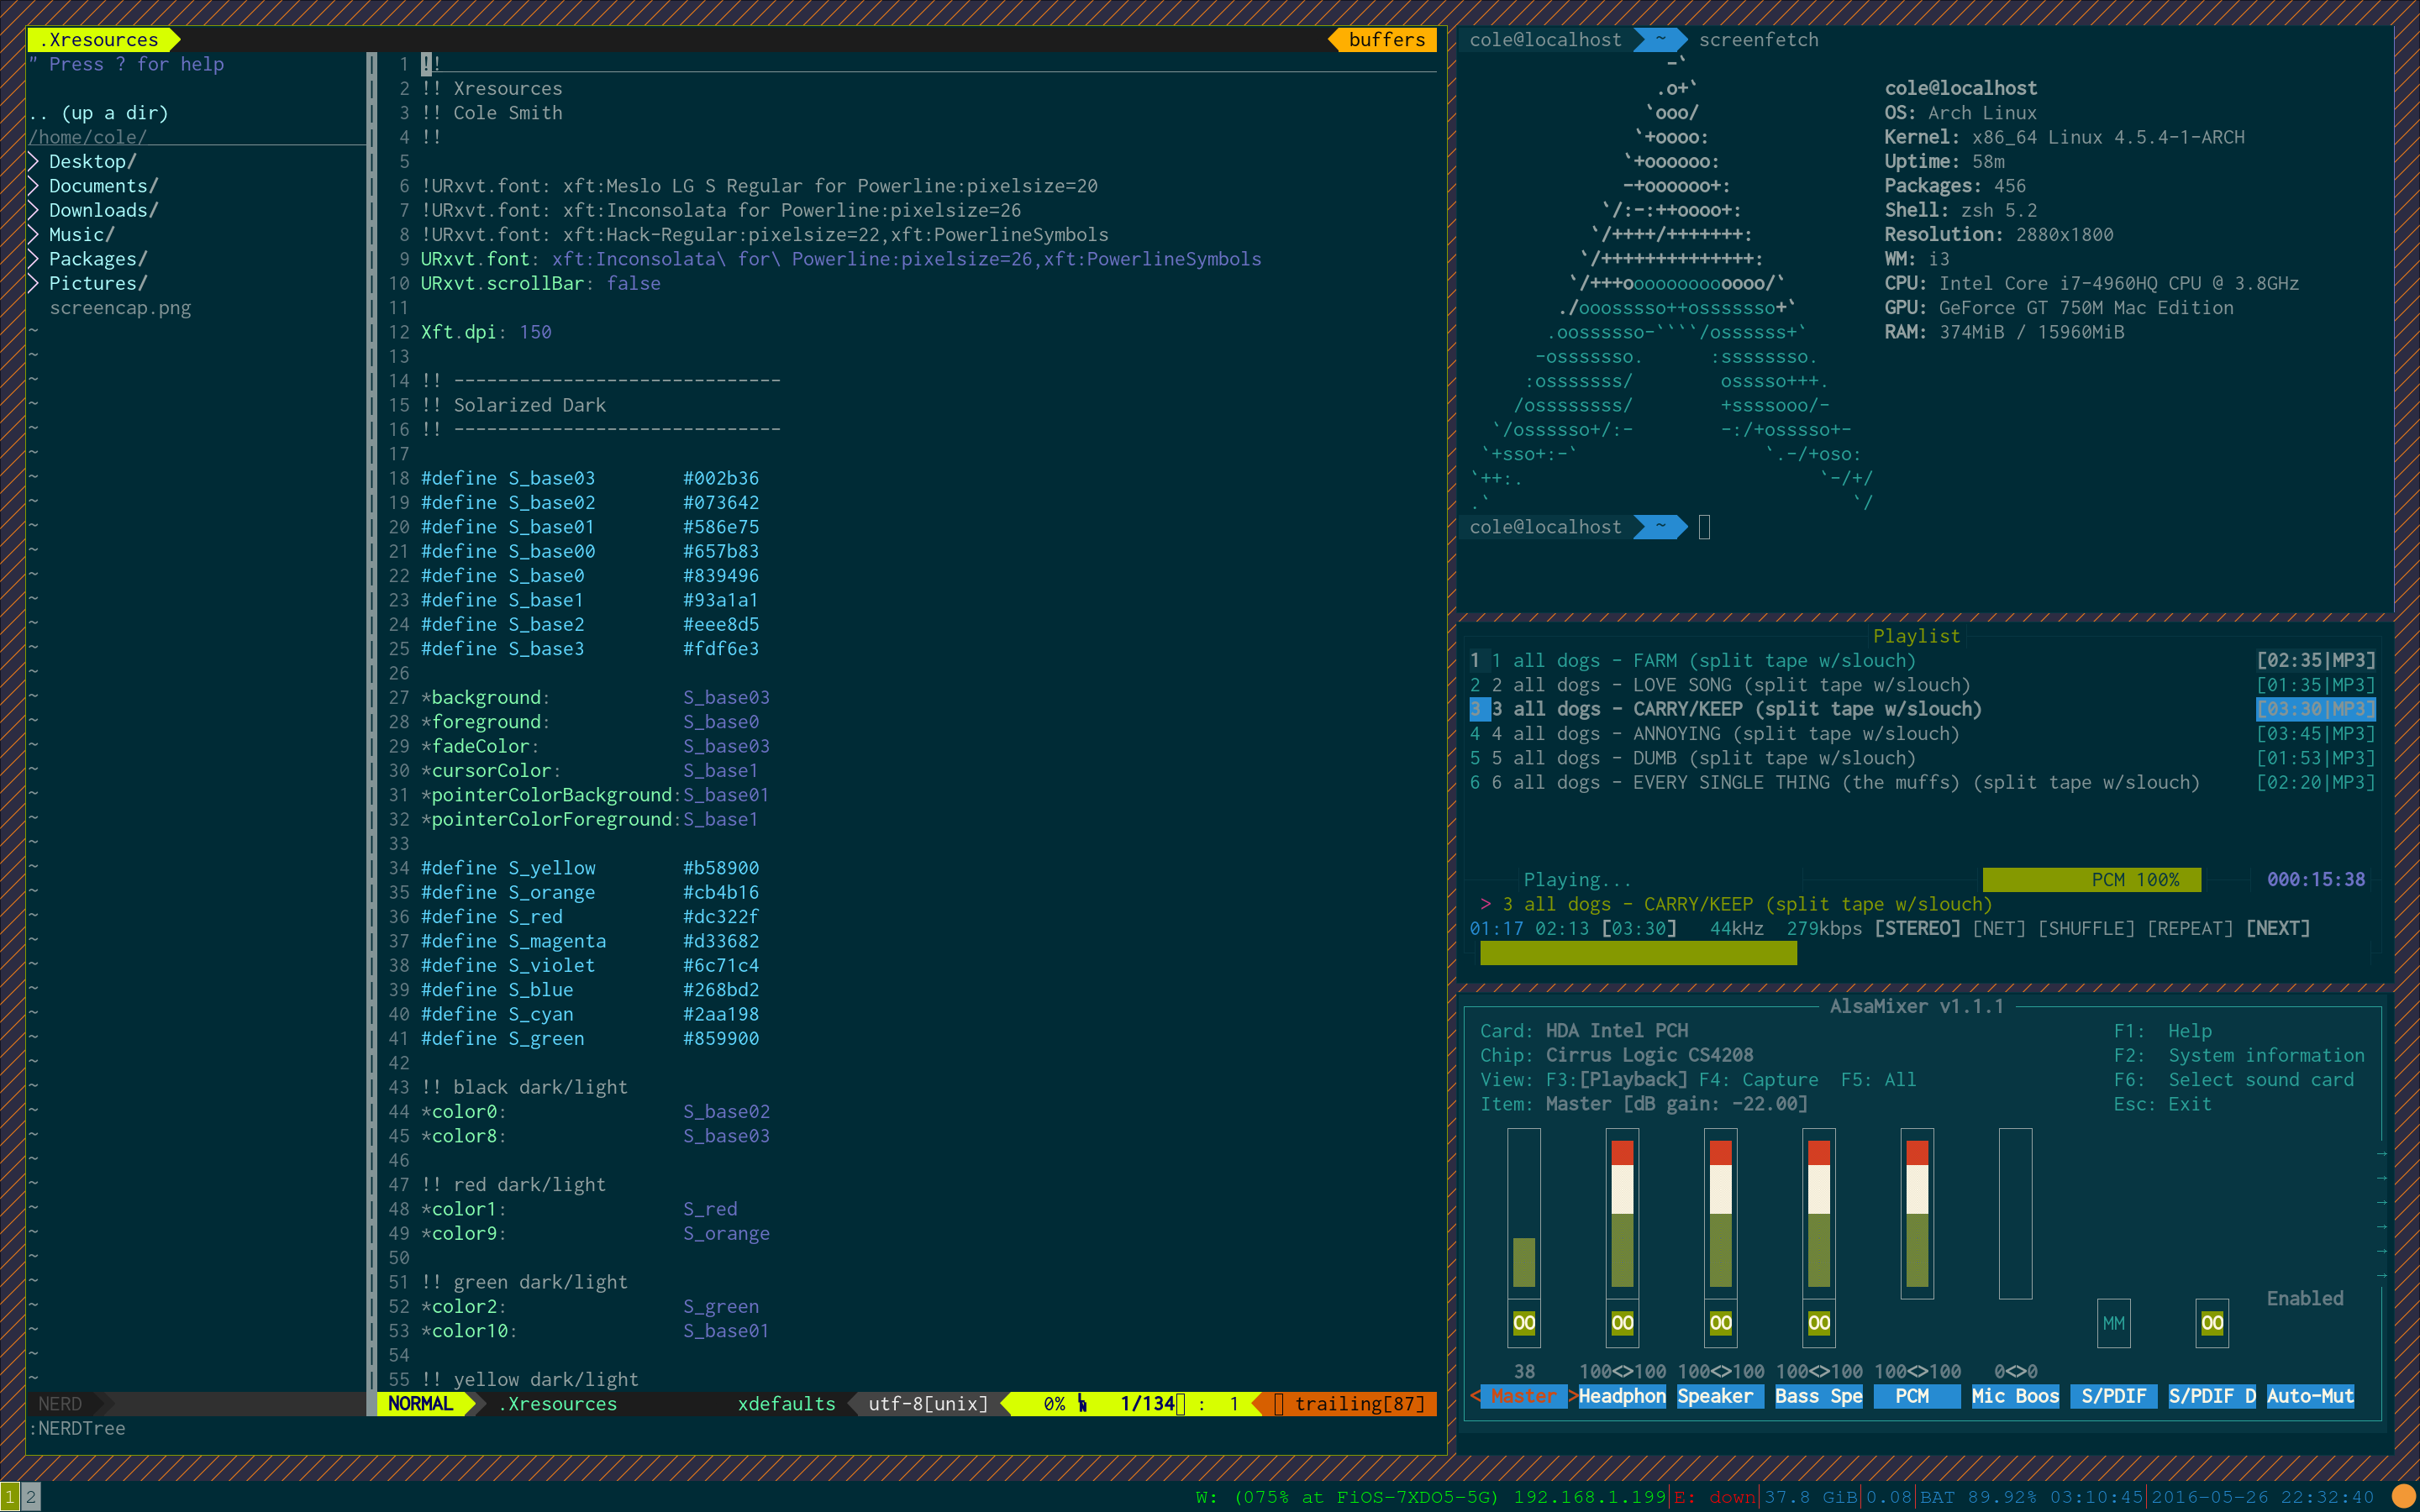 .Xresources
buffers
" Press ? for help
.. (up a dir)
/home/cole/
Desktop/
Documents/
Downloads/
Music/
Packages/
Pictures/
screencap.png
1 !!
2 !! Xresources
3 !! Cole Smith
4 !!
5
6 !URxvt.font: xft:Meslo LG S Regular for Powerline:pixelsize=20
7 !URxvt.font: xft:Inconsolata for Powerline:pixelsize=26
8 !URxvt.font: xft:Hack-Regular:pixelsize=22,xft:PowerlineSymbols
9 URxvt.font: xft:Inconsolata\ for\ Powerline:pixelsize=26,xft:PowerlineSymbols
10 URxvt.scrollBar: false
11
12 Xft.dpi: 150
13
14 !! ------------------------------
15 !! Solarized Dark
16 !! ------------------------------
17
18 #define S_base03 #002b36
19 #define S_base02 #073642
20 #define S_base01 #586e75
21 #define S_base00 #657b83
22 #define S_base0 #839496
23 #define S_base1 #93a1a1
24 #define S_base2 #eee8d5
25 #define S_base3 #fdf6e3
26
27 *background: S_base03
28 *foreground: S_base0
29 *fadeColor: S_base03
30 *cursorColor: S_base1
31 *pointerColorBackground:S_base01
32 *pointerColorForeground:S_base1
33
34 #define S_yellow #b58900
35 #define S_orange #cb4b16
36 #define S_red #dc322f
37 #define S_magenta #d33682
38 #define S_violet #6c71c4
39 #define S_blue #268bd2
40 #define S_cyan #2aa198
41 #define S_green #859900
42
43 !! black dark/light
44 *color0: S_base02
45 *color8: S_base03
46
47 !! red dark/light
48 *color1: S_red
49 *color9: S_orange
50
51 !! green dark/light
52 *color2: S_green
53 *color10: S_base01
54
55 !! yellow dark/light
NERD
NORMAL .Xresources xdefaults utf-8[unix] 0% 1/134 : 1 trailing[87]
:NERDTree
cole@localhost ~ screenfetch
-`
.o+`
`ooo/
`+oooo:
`+oooooo:
-+oooooo+:
`/:-:++oooo+:
`/++++/+++++++:
`/++++++++++++++:
`/+++ooooooooooooo/`
./ooosssso++osssssso+`
.oossssso-````/ossssss+`
-osssssso. :ssssssso.
:osssssss/ osssso+++.
/ossssssss/ +ssssooo/-
`/ossssso+/:- -:/+osssso+-
`+sso+:-` `.-/+oso:
`++:. `-/+/
.` `/
cole@localhost
OS: Arch Linux
Kernel: x86_64 Linux 4.5.4-1-ARCH
Uptime: 58m
Packages: 456
Shell: zsh 5.2
Resolution: 2880x1800
WM: i3
CPU: Intel Core i7-4960HQ CPU @ 3.8GHz
GPU: GeForce GT 750M Mac Edition
RAM: 374MiB / 15960MiB
cole@localhost ~
Playlist
1 1 all dogs - FARM (split tape w/slouch) [02:35|MP3]
2 2 all dogs - LOVE SONG (split tape w/slouch) [01:35|MP3]
3 3 all dogs - CARRY/KEEP (split tape w/slouch) [03:30|MP3]
4 4 all dogs - ANNOYING (split tape w/slouch) [03:45|MP3]
5 5 all dogs - DUMB (split tape w/slouch) [01:53|MP3]
6 6 all dogs - EVERY SINGLE THING (the muffs) (split tape w/slouch) [02:20|MP3]
Playing... PCM 100% 000:15:38
> 3 all dogs - CARRY/KEEP (split tape w/slouch)
01:17 02:13 [03:30] 44kHz 279kbps [STEREO] [NET] [SHUFFLE] [REPEAT] [NEXT]
AlsaMixer v1.1.1
Card: HDA Intel PCH F1: Help
Chip: Cirrus Logic CS4208 F2: System information
View: F3:[Playback] F4: Capture F5: All F6: Select sound card
Item: Master [dB gain: -22.00] Esc: Exit
Enabled
OO OO OO OO MM OO
38 100<>100 100<>100 100<>100 100<>100 0<>0
< Master >Headphon Speaker Bass Spe PCM Mic Boos S/PDIF S/PDIF D Auto-Mut
1 2 W: (075% at FiOS-7XDO5-5G) 192.168.1.199|E: down|37.8 GiB|0.08|BAT 89.92% 03:10:45|2016-05-26 22:32:40